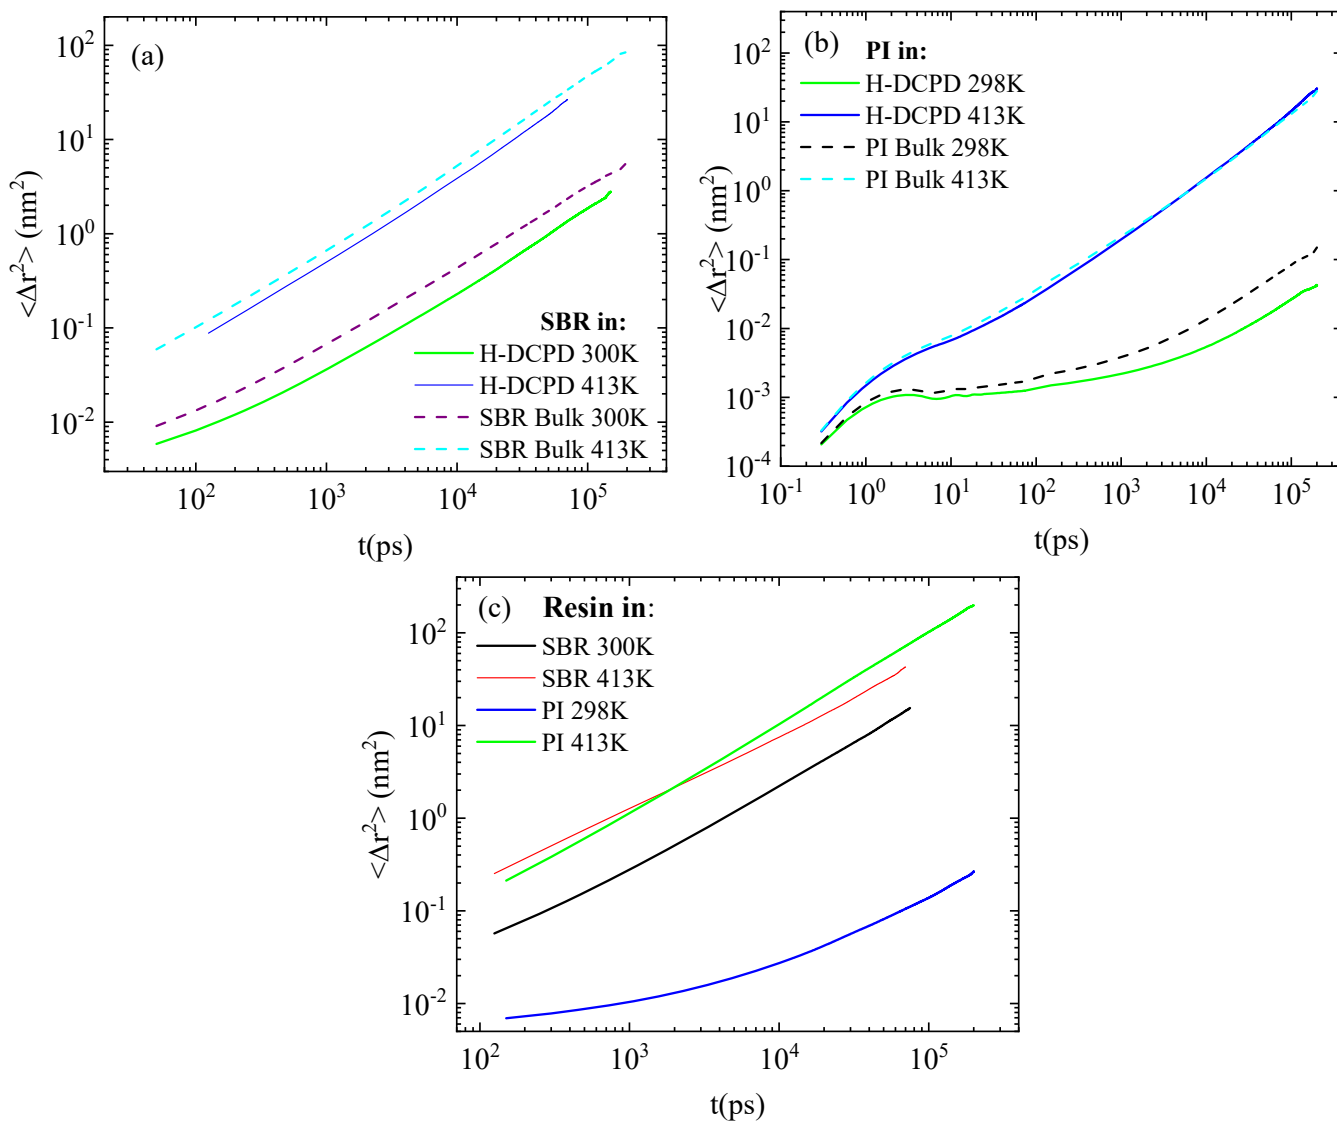 (a)
10²
10¹
10⁰
10⁻¹
10⁻²
<Δr²> (nm²)
SBR in:
H-DCPD 300K
H-DCPD 413K
SBR Bulk 300K
SBR Bulk 413K
10² 10³ 10⁴ 10⁵
t(ps)
(b)
PI in:
H-DCPD 298K
H-DCPD 413K
PI Bulk 298K
PI Bulk 413K
10²
10¹
10⁰
10⁻¹
10⁻²
10⁻³
10⁻⁴
<Δr²> (nm²)
10⁻¹ 10⁰ 10¹ 10² 10³ 10⁴ 10⁵
t(ps)
(c) Resin in:
SBR 300K
SBR 413K
PI 298K
PI 413K
10²
10¹
10⁰
10⁻¹
10⁻²
<Δr²> (nm²)
10² 10³ 10⁴ 10⁵
t(ps)